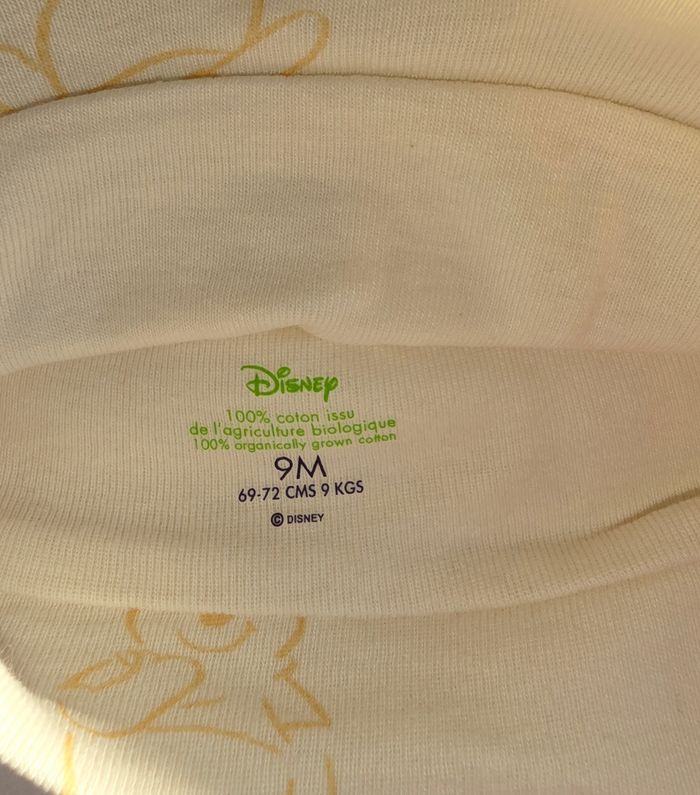 Disney
100% coton issu
de l'agriculture biologique
100% organically grown cotton
9M
69-72 CMS 9 KGS
© DISNEY